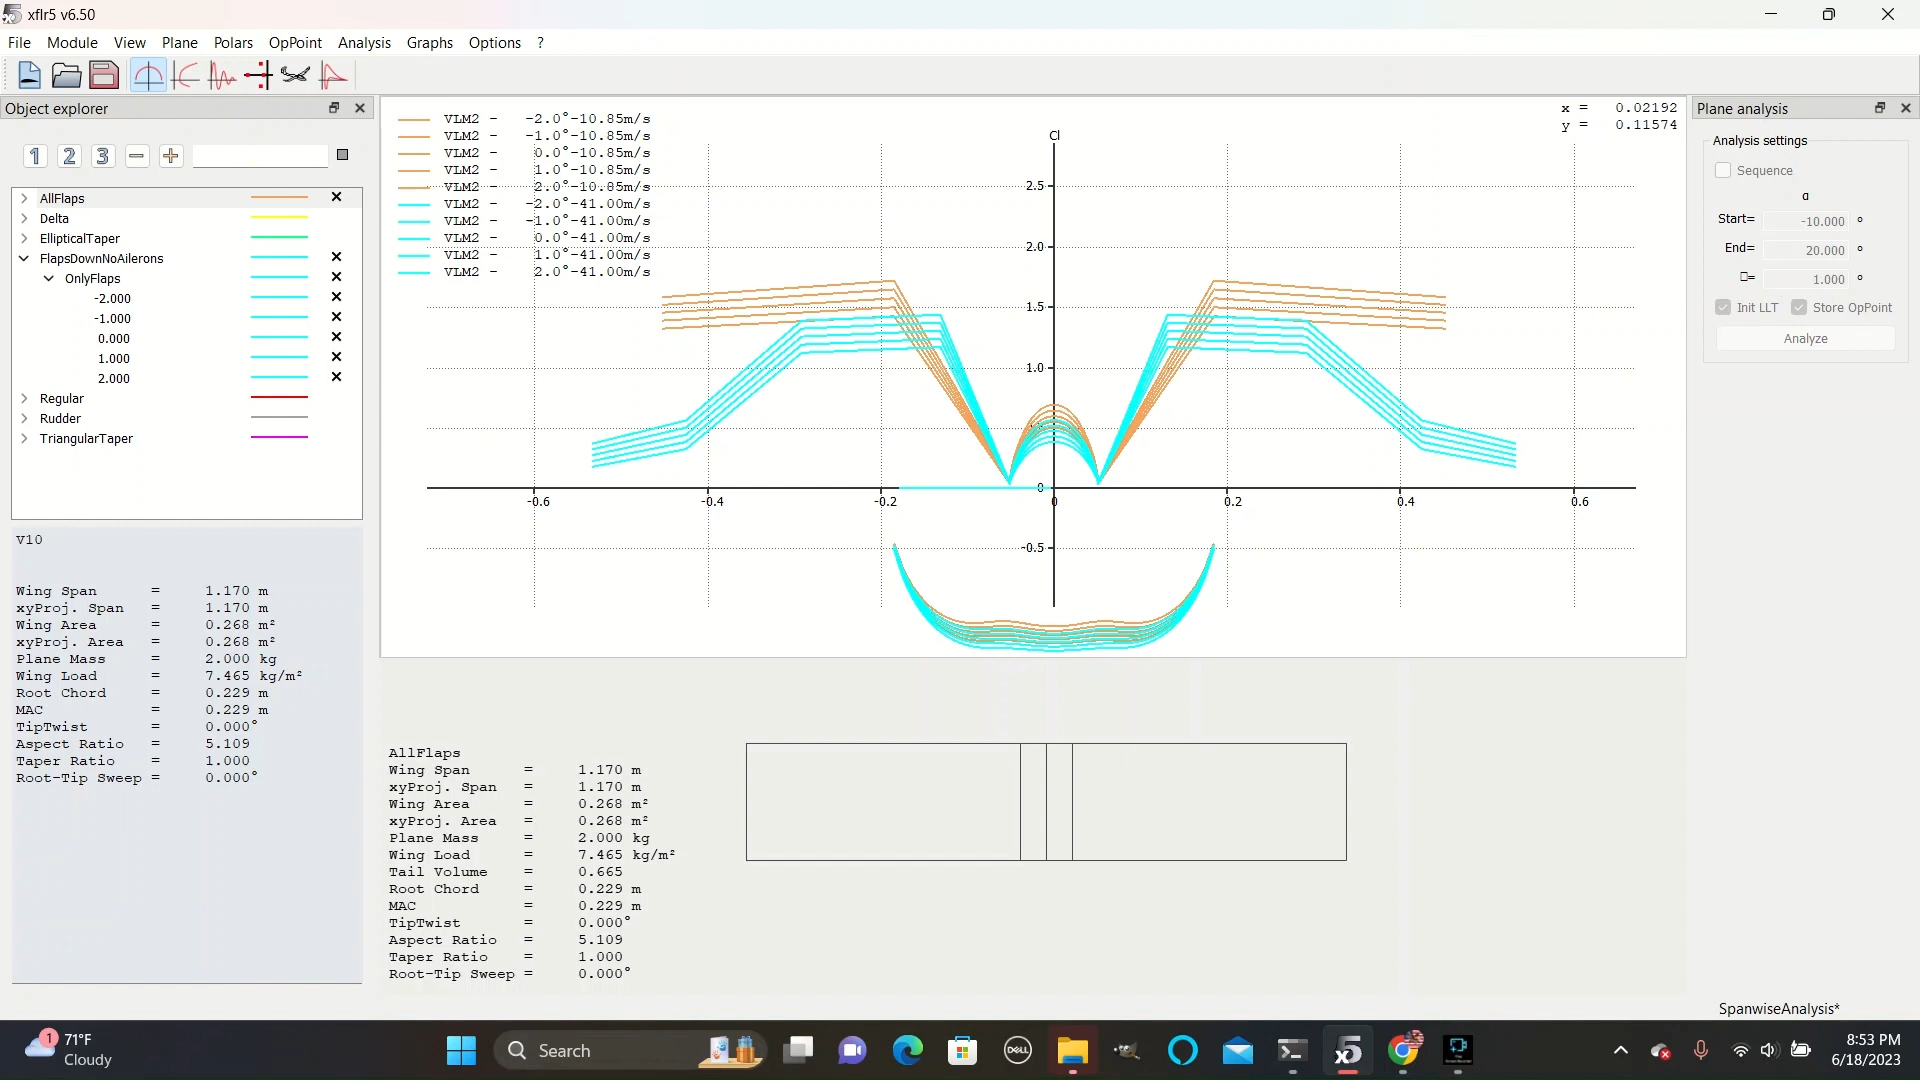 xflr5 v6.50
File Module View Plane Polars OpPoint Analysis Graphs Options ?
Object explorer
1 2 3
AllFlaps
Delta
EllipticalTaper
FlapsDownNoAilerons
OnlyFlaps
-2.000
-1.000
0.000
1.000
2.000
Regular
Rudder
TriangularTaper
V10
Wing Span = 1.170 m
xyProj. Span = 1.170 m
Wing Area = 0.268 m²
xyProj. Area = 0.268 m²
Plane Mass = 2.000 kg
Wing Load = 7.465 kg/m²
Root Chord = 0.229 m
MAC = 0.229 m
TipTwist = 0.000°
Aspect Ratio = 5.109
Taper Ratio = 1.000
Root-Tip Sweep = 0.000°
VLM2 - -2.0°-10.85m/s
VLM2 - -1.0°-10.85m/s
VLM2 - 0.0°-10.85m/s
VLM2 - 1.0°-10.85m/s
VLM2 - 2.0°-10.85m/s
VLM2 - -2.0°-41.00m/s
VLM2 - -1.0°-41.00m/s
VLM2 - 0.0°-41.00m/s
VLM2 - 1.0°-41.00m/s
VLM2 - 2.0°-41.00m/s
x = 0.02192
y = 0.11574
Cl
2.5
2.0
1.5
1.0
0
-0.5
-0.6 -0.4 -0.2 0 0.2 0.4 0.6
AllFlaps
Wing Span = 1.170 m
xyProj. Span = 1.170 m
Wing Area = 0.268 m²
xyProj. Area = 0.268 m²
Plane Mass = 2.000 kg
Wing Load = 7.465 kg/m²
Tail Volume = 0.665
Root Chord = 0.229 m
MAC = 0.229 m
TipTwist = 0.000°
Aspect Ratio = 5.109
Taper Ratio = 1.000
Root-Tip Sweep = 0.000°
Plane analysis
Analysis settings
Sequence
α
Start= -10.000 °
End= 20.000 °
□= 1.000 °
Init LLT Store OpPoint
Analyze
SpanwiseAnalysis*
1
71°F
Cloudy
Search
DELL
x5
8:53 PM
6/18/2023